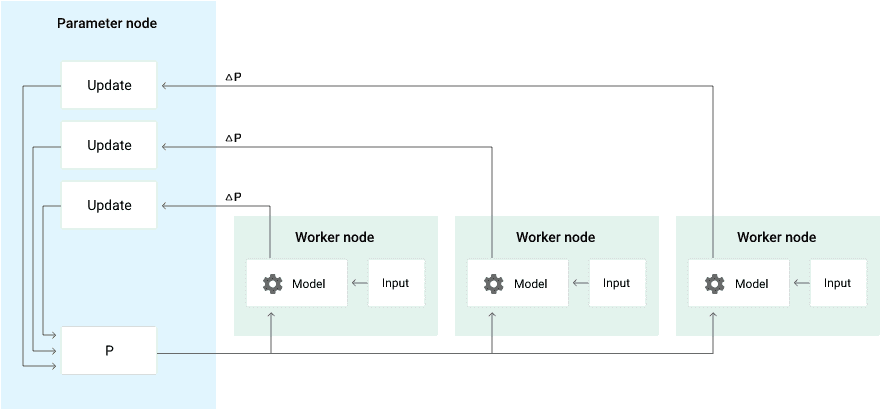 Parameter node
Update
ΔP
Update
ΔP
Update
ΔP
Worker node
Model
Input
Worker node
Model
Input
Worker node
Model
Input
P